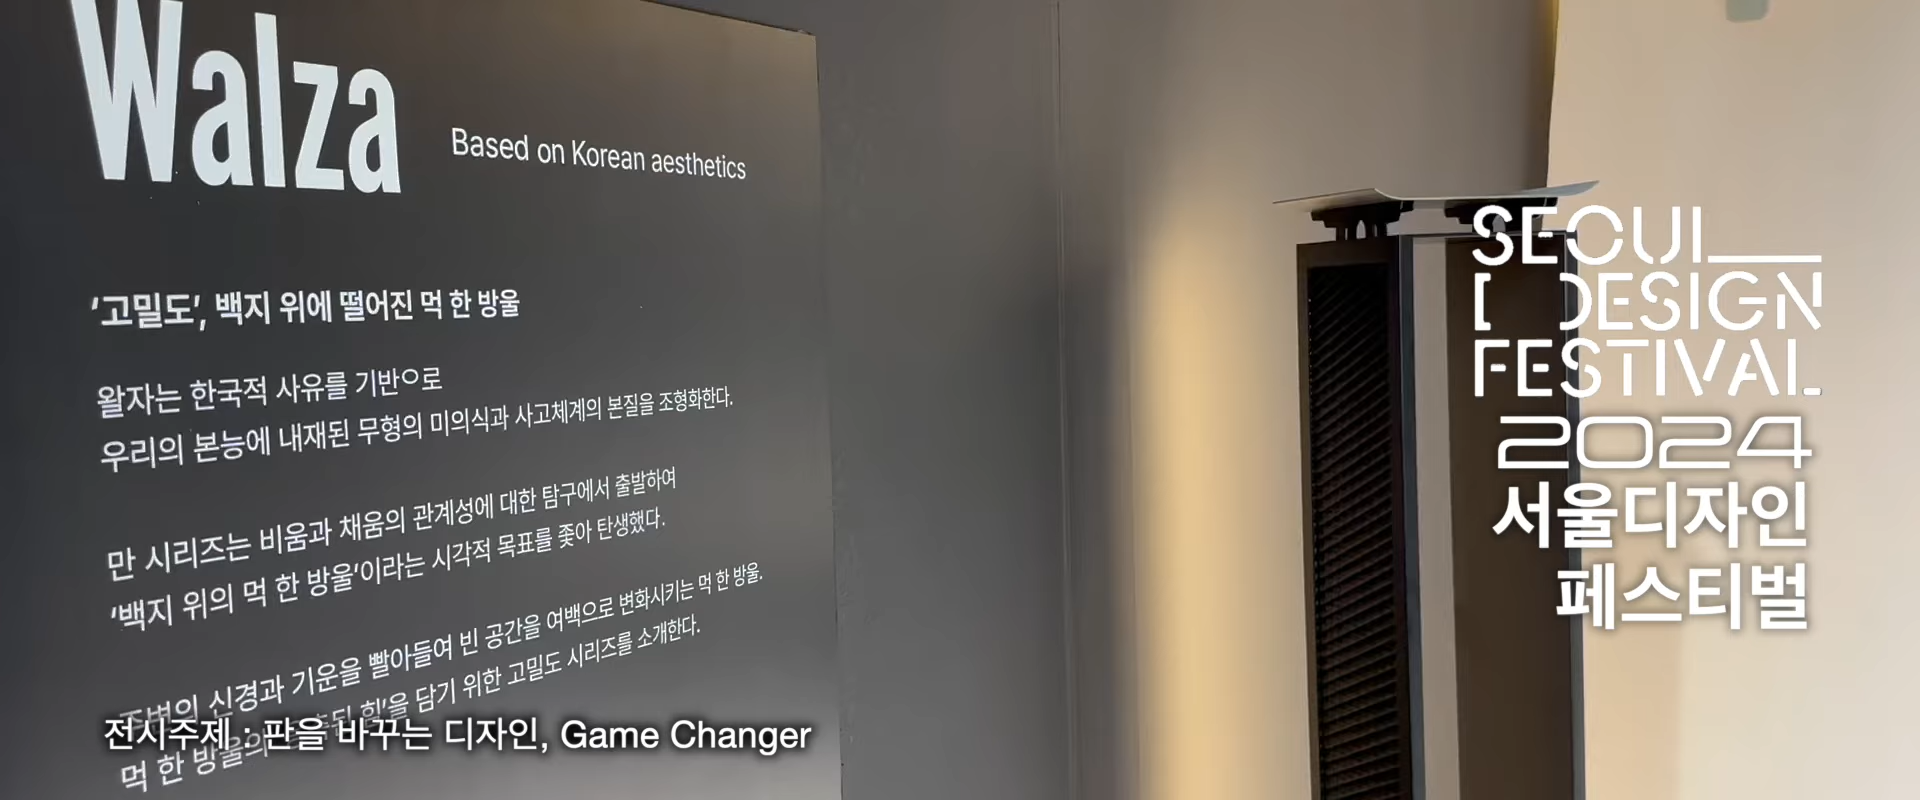 Walza
Based on Korean aesthetics
‘고밀도’, 백지 위에 떨어진 먹 한 방울
왈자는 한국적 사유를 기반으로
우리의 본능에 내재된 무형의 미의식과 사고체계의 본질을 조형화한다.
만 시리즈는 비움과 채움의 관계성에 대한 탐구에서 출발하여
‘백지 위의 먹 한 방울’이라는 시각적 목표를 좇아 탄생했다.
주변의 신경과 기운을 빨아들여 빈 공간을 여백으로 변화시키는 먹 한 방울.
먹 한 방울의 힘’을 담기 위한 고밀도 시리즈를 소개한다.
전시주제 : 판을 바꾸는 디자인, Game Changer
SEOUL
DESIGN
FESTIVAL
2024
서울디자인
페스티벌